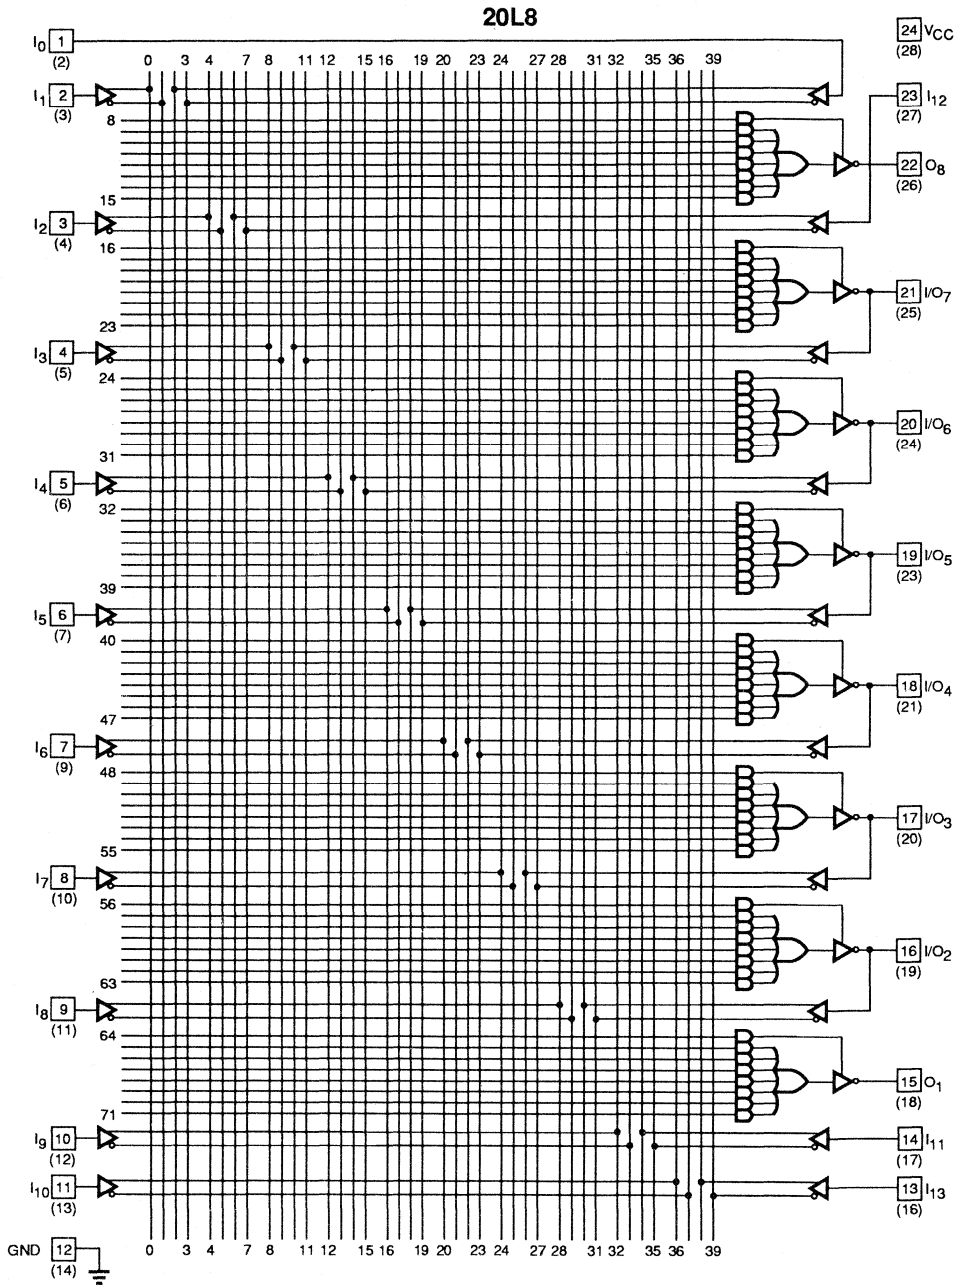 20L8
I0 1 24 VCC
(2) (28)
0 3 4 7 8 11 12 15 16 19 20 23 24 27 28 31 32 35 36 39
I1 2 23 I12
(3) (27)
8
22 O8
(26)
15
I2 3
(4)
16
21 I/O7
(25)
23
I3 4
(5)
24
20 I/O6
(24)
31
I4 5
(6)
32
19 I/O5
(23)
39
I5 6
(7)
40
18 I/O4
(21)
47
I6 7
(9)
48
17 I/O3
(20)
55
I7 8
(10)
56
16 I/O2
(19)
63
I8 9
(11)
64
15 O1
(18)
71
I9 10 14 I11
(12) (17)
I10 11 13 I13
(13) (16)
GND 12 0 3 4 7 8 11 12 15 16 19 20 23 24 27 28 31 32 35 36 39
(14)